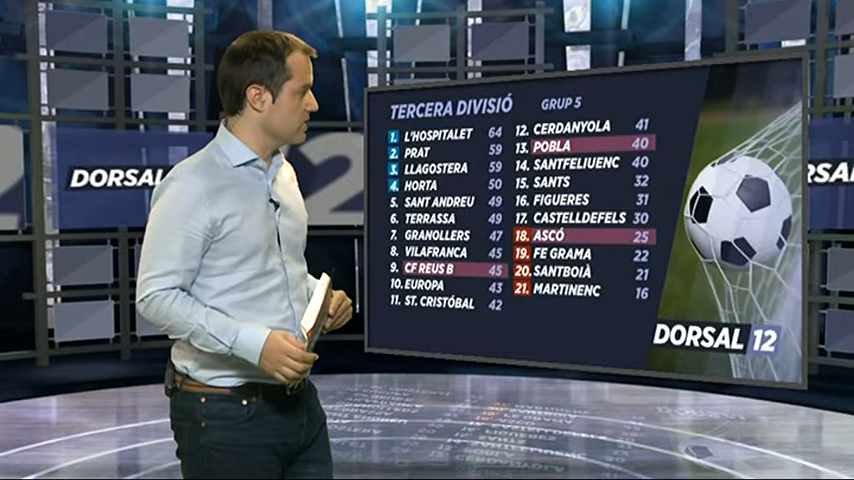 TERCERA DIVISIÓ GRUP 5
1. L'HOSPITALET 64
2. PRAT 59
3. LLAGOSTERA 59
4. HORTA 50
5. SANT ANDREU 49
6. TERRASSA 49
7. GRANOLLERS 47
8. VILAFRANCA 45
9. CF REUS B 45
10. EUROPA 43
11. ST. CRISTÓBAL 42
12. CERDANYOLA 41
13. POBLA 40
14. SANTFELIUENC 40
15. SANTS 32
16. FIGUERES 31
17. CASTELLDEFELS 30
18. ASCÓ 25
19. FE GRAMA 22
20. SANTBOIÀ 21
21. MARTINENC 16
DORSAL 12
DORSAL 2
RSAL